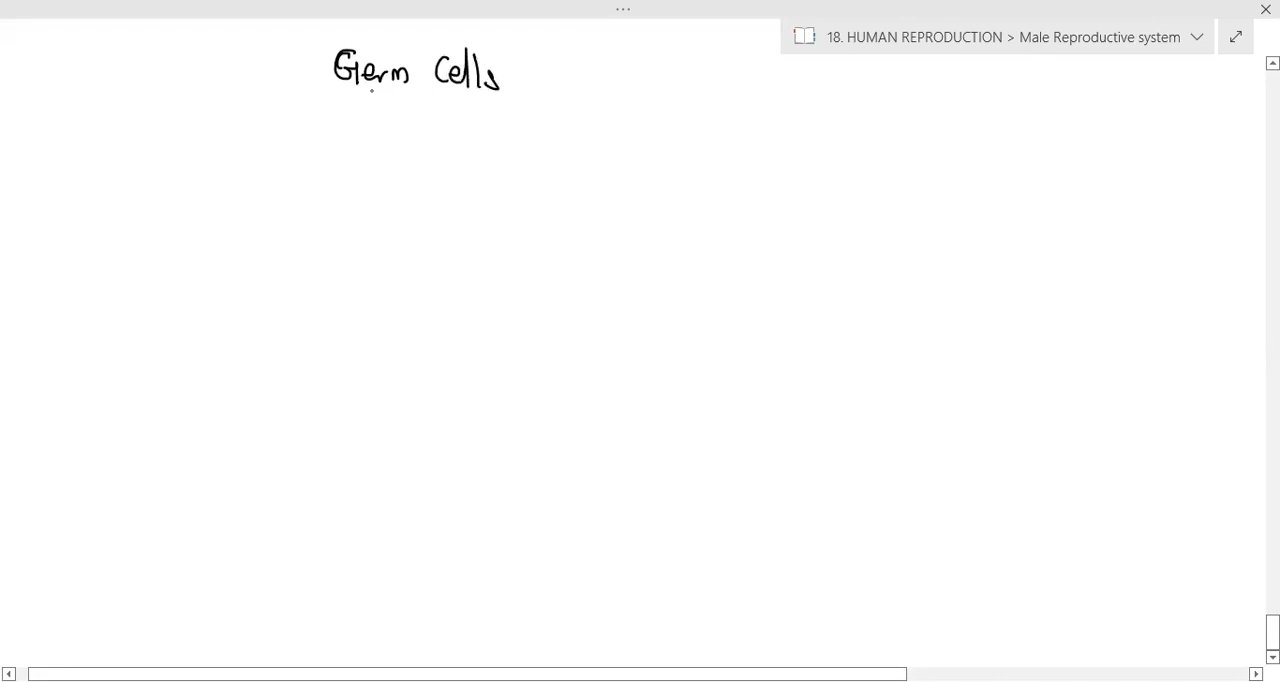 ...
18. HUMAN REPRODUCTION > Male Reproductive system
Germ Cells